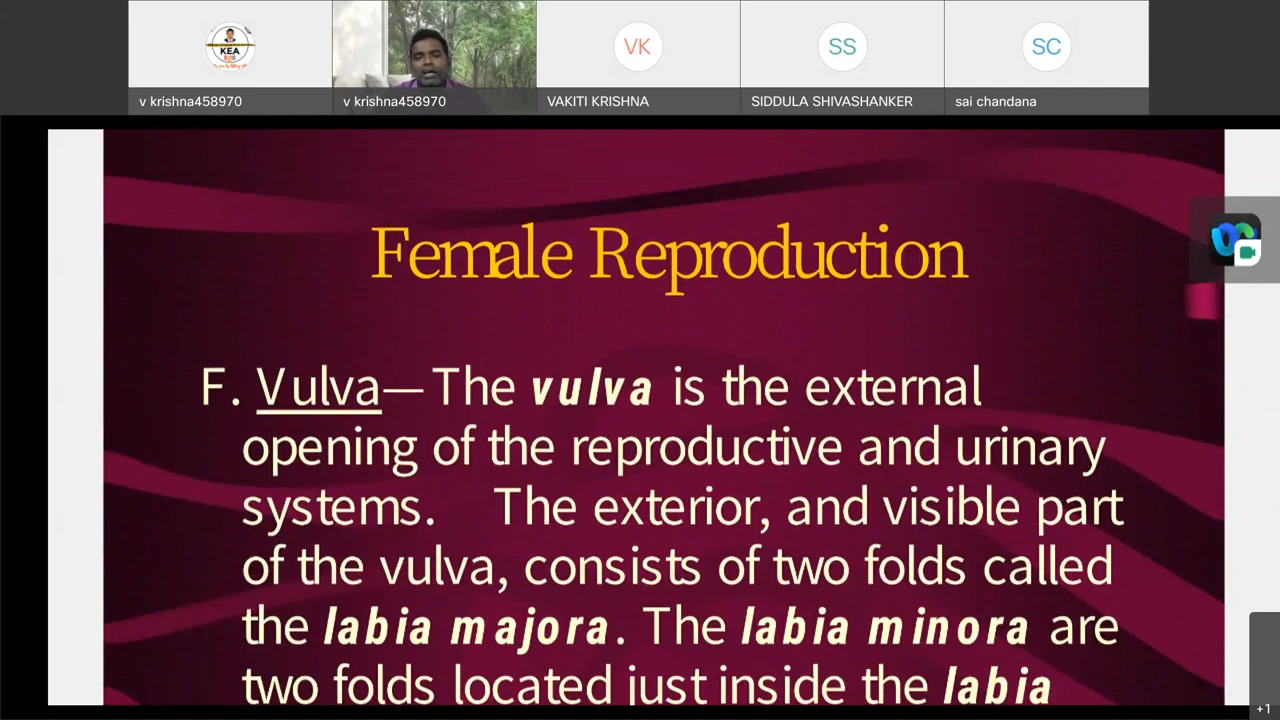 KEA
VK
SS
SC
v krishna458970
v krishna458970
VAKITI KRISHNA
SIDDULA SHIVASHANKER
sai chandana
Female Reproduction
F. Vulva—The vulva is the external
opening of the reproductive and urinary
systems. The exterior, and visible part
of the vulva, consists of two folds called
the labia majora. The labia minora are
two folds located just inside the labia
+1